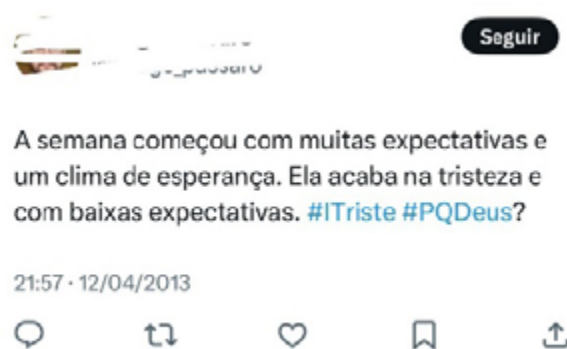 Seguir
A semana começou com muitas expectativas e
um clima de esperança. Ela acaba na tristeza e
com baixas expectativas. #ITriste #PQDeus?
21:57 · 12/04/2013